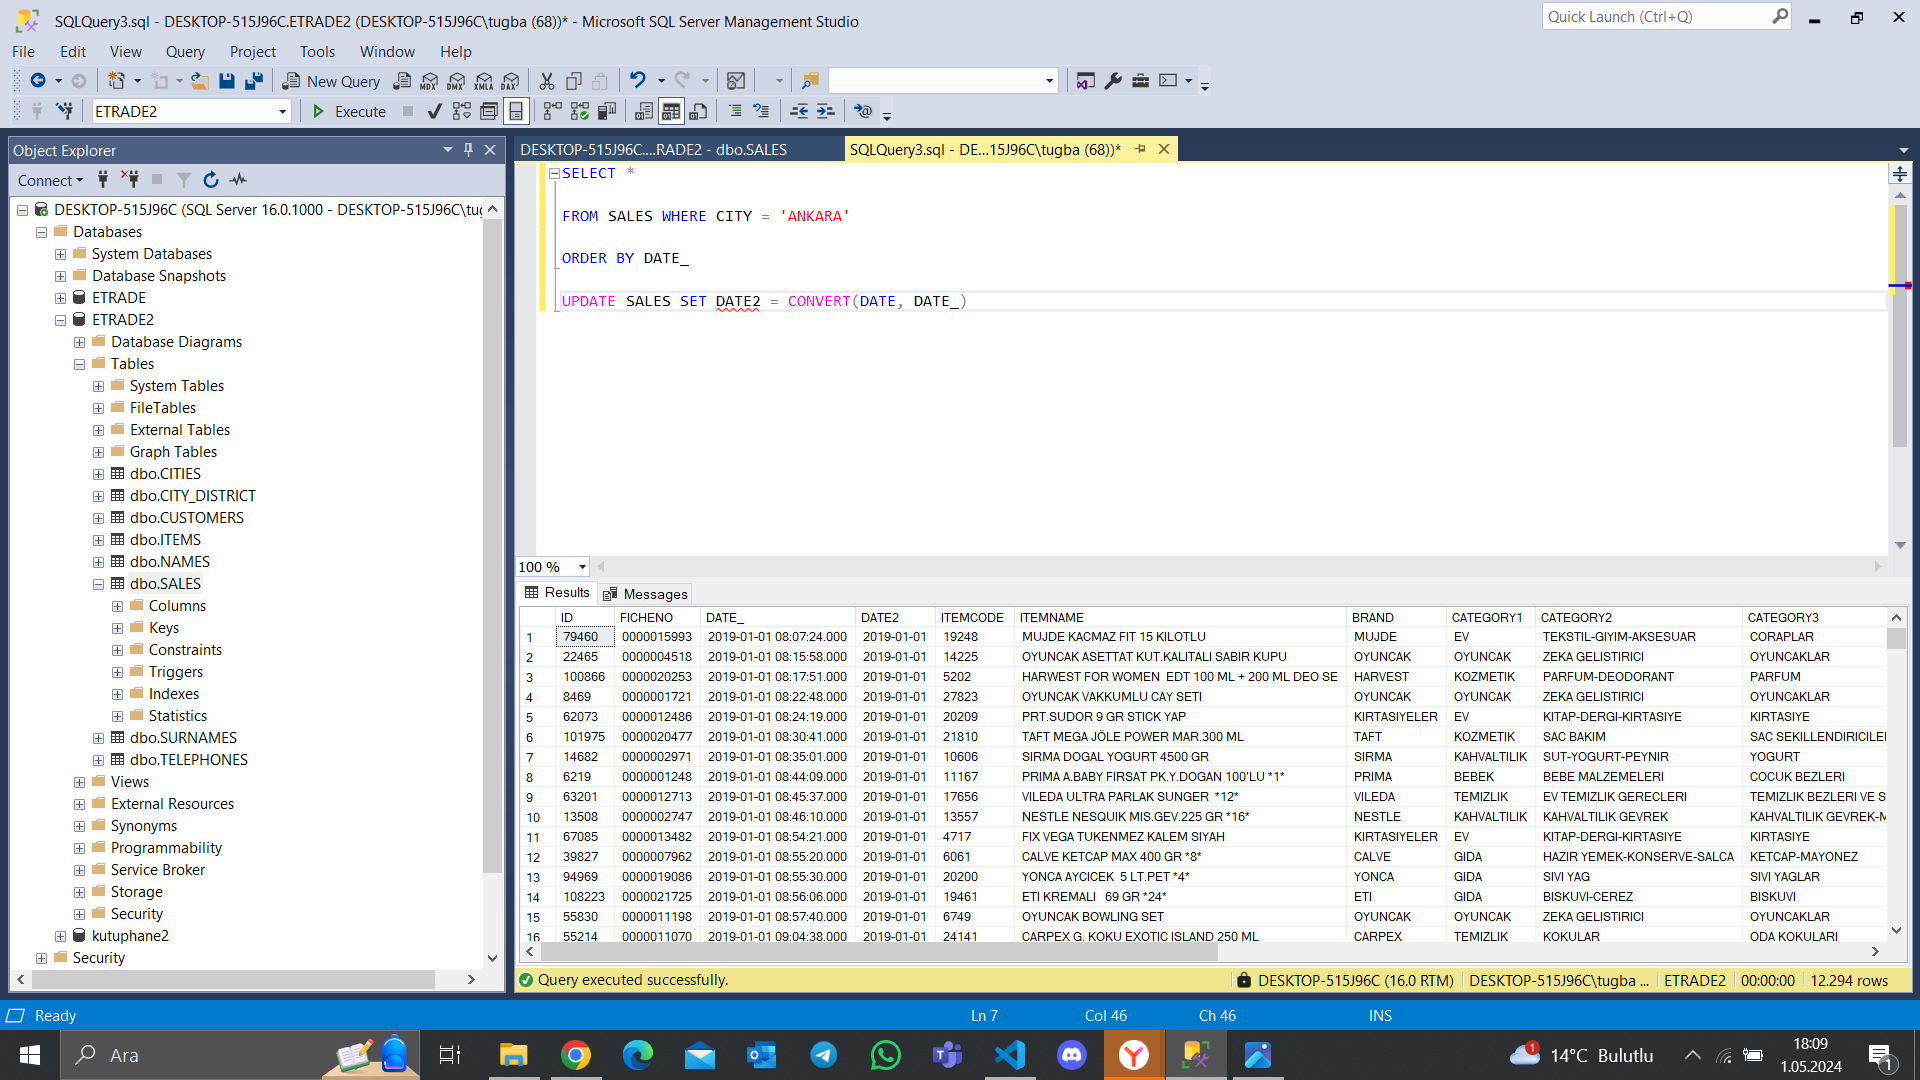 SQLQuery3.sql - DESKTOP-515J96C.ETRADE2 (DESKTOP-515J96C\tugba (68))* - Microsoft SQL Server Management Studio
Quick Launch (Ctrl+Q)
File Edit View Query Project Tools Window Help
New Query MDX DMX XMLA DAX
ETRADE2 Execute
Object Explorer
Connect
DESKTOP-515J96C (SQL Server 16.0.1000 - DESKTOP-515J96C\tug
Databases
System Databases
Database Snapshots
ETRADE
ETRADE2
Database Diagrams
Tables
System Tables
FileTables
External Tables
Graph Tables
dbo.CITIES
dbo.CITY_DISTRICT
dbo.CUSTOMERS
dbo.ITEMS
dbo.NAMES
dbo.SALES
Columns
Keys
Constraints
Triggers
Indexes
Statistics
dbo.SURNAMES
dbo.TELEPHONES
Views
External Resources
Synonyms
Programmability
Service Broker
Storage
Security
kutuphane2
Security
DESKTOP-515J96C....RADE2 - dbo.SALES
SQLQuery3.sql - DE...15J96C\tugba (68))*
SELECT *
FROM SALES WHERE CITY = 'ANKARA'
ORDER BY DATE_
UPDATE SALES SET DATE2 = CONVERT(DATE, DATE_)
100 %
Results Messages
ID FICHENO DATE_ DATE2 ITEMCODE ITEMNAME BRAND CATEGORY1 CATEGORY2 CATEGORY3
1 79460 0000015993 2019-01-01 08:07:24.000 2019-01-01 19248 MUJDE KACMAZ FIT 15 KILOTLU MUJDE EV TEKSTIL-GIYIM-AKSESUAR CORAPLAR
2 22465 0000004518 2019-01-01 08:15:58.000 2019-01-01 14225 OYUNCAK ASETTAT KUT.KALITALI SABIR KUPU OYUNCAK OYUNCAK ZEKA GELISTIRICI OYUNCAKLAR
3 100866 0000020253 2019-01-01 08:17:51.000 2019-01-01 5202 HARWEST FOR WOMEN EDT 100 ML + 200 ML DEO SE HARVEST KOZMETIK PARFUM-DEODORANT PARFUM
4 8469 0000001721 2019-01-01 08:22:48.000 2019-01-01 27823 OYUNCAK VAKKUMLU CAY SETI OYUNCAK OYUNCAK ZEKA GELISTIRICI OYUNCAKLAR
5 62073 0000012486 2019-01-01 08:24:19.000 2019-01-01 20209 PRT.SUDOR 9 GR STICK YAP KIRTASIYELER EV KITAP-DERGI-KIRTASIYE KIRTASIYE
6 101975 0000020477 2019-01-01 08:30:41.000 2019-01-01 21810 TAFT MEGA JÖLE POWER MAR.300 ML TAFT KOZMETIK SAC BAKIM SAC SEKILLENDIRICILE
7 14682 0000002971 2019-01-01 08:35:01.000 2019-01-01 10606 SIRMA DOGAL YOGURT 4500 GR SIRMA KAHVALTILIK SUT-YOGURT-PEYNIR YOGURT
8 6219 0000001248 2019-01-01 08:44:09.000 2019-01-01 11167 PRIMA A.BABY FIRSAT PK.Y.DOGAN 100'LU *1* PRIMA BEBEK BEBE MALZEMELERI COCUK BEZLERI
9 63201 0000012713 2019-01-01 08:45:37.000 2019-01-01 17656 VILEDA ULTRA PARLAK SUNGER *12* VILEDA TEMIZLIK EV TEMIZLIK GERECLERI TEMIZLIK BEZLERI VE S
10 13508 0000002747 2019-01-01 08:46:10.000 2019-01-01 13557 NESTLE NESQUIK MIS.GEV.225 GR *16* NESTLE KAHVALTILIK KAHVALTILIK GEVREK KAHVALTILIK GEVREK-M
11 67085 0000013482 2019-01-01 08:54:21.000 2019-01-01 4717 FIX VEGA TUKENMEZ KALEM SIYAH KIRTASIYELER EV KITAP-DERGI-KIRTASIYE KIRTASIYE
12 39827 0000007962 2019-01-01 08:55:20.000 2019-01-01 6061 CALVE KETCAP MAX 400 GR *8* CALVE GIDA HAZIR YEMEK-KONSERVE-SALCA KETCAP-MAYONEZ
13 94969 0000019086 2019-01-01 08:55:30.000 2019-01-01 20200 YONCA AYCICEK 5 LT.PET *4* YONCA GIDA SIVI YAG SIVI YAGLAR
14 108223 0000021725 2019-01-01 08:56:06.000 2019-01-01 19461 ETI KREMALI 69 GR *24* ETI GIDA BISKUVI-CEREZ BISKUVI
15 55830 0000011198 2019-01-01 08:57:40.000 2019-01-01 6749 OYUNCAK BOWLING SET OYUNCAK OYUNCAK ZEKA GELISTIRICI OYUNCAKLAR
16 55214 0000011070 2019-01-01 09:04:38.000 2019-01-01 24141 CARPEX G. KOKU EXOTIC ISLAND 250 ML CARPEX TEMIZLIK KOKULAR ODA KOKULARI
Query executed successfully. DESKTOP-515J96C (16.0 RTM) DESKTOP-515J96C\tugba ... ETRADE2 00:00:00 12.294 rows
Ready Ln 7 Col 46 Ch 46 INS
Ara 1 14°C Bulutlu 18:09
1.05.2024 1